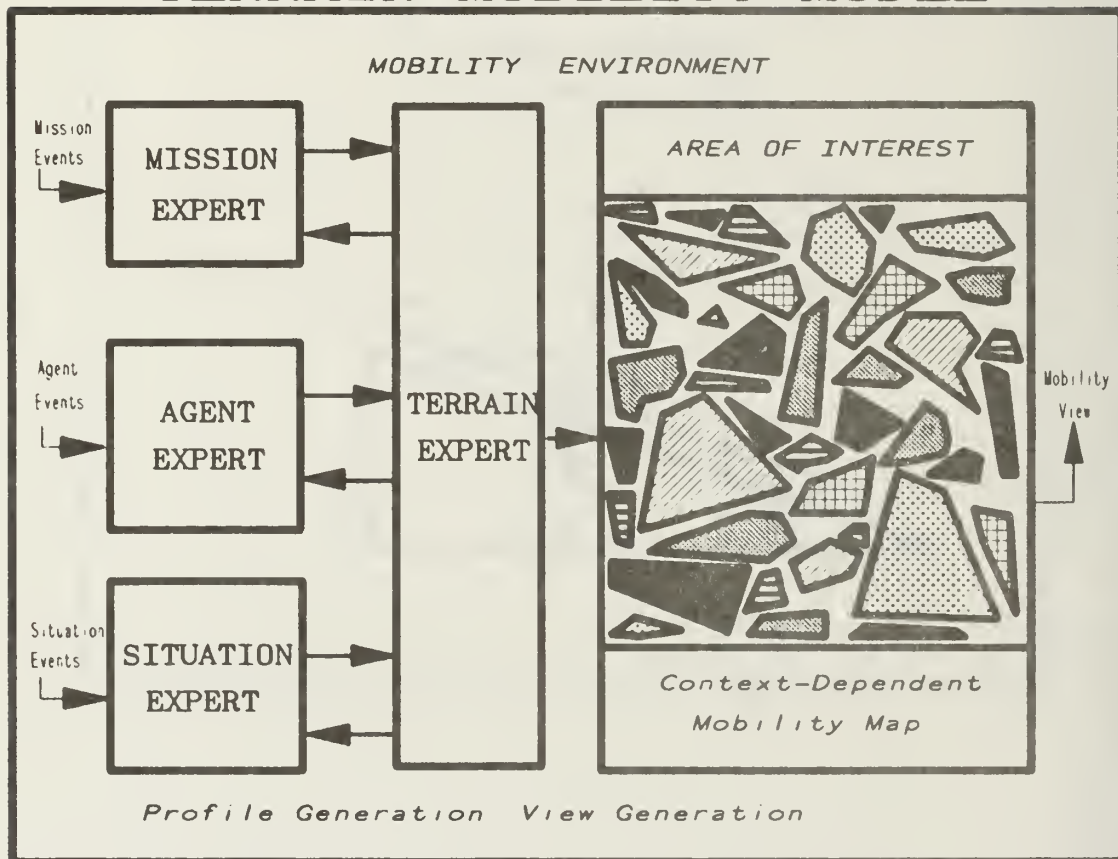 MOBILITY ENVIRONMENT
Mission
Events
MISSION
EXPERT
Agent
Events
AGENT
EXPERT
Situation
Events
SITUATION
EXPERT
TERRAIN
EXPERT
AREA OF INTEREST
Context-Dependent
Mobility Map
Mobility
View
Profile Generation View Generation